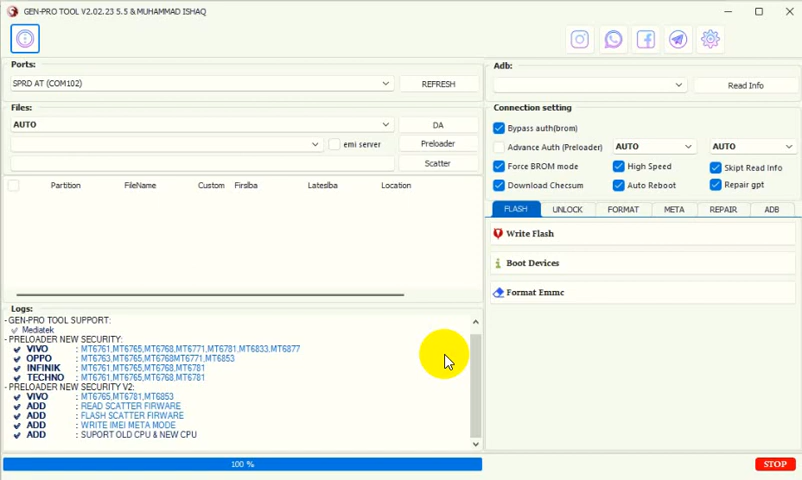 GEN-PRO TOOL V2.02.23 5.5 & MUHAMMAD ISHAQ
Ports:
SPRD AT (COM102)
REFRESH
Files:
AUTO
DA
emi server
Preloader
Scatter
Partition FileName Custom Firslba Lateslba Location
Logs:
- GEN-PRO TOOL SUPPORT:
Mediatek
- PRELOADER NEW SECURITY:
VIVO : MT6761,MT6765,MT6768,MT6771,MT6781,MT6833,MT6877
OPPO : MT6763,MT6765,MT6768MT6771,MT6853
INFINIK : MT6761,MT6765,MT6768,MT6781
TECHNO : MT6761,MT6765,MT6768,MT6781
- PRELOADER NEW SECURITY V2:
VIVO : MT6765,MT6781,MT6853
ADD : READ SCATTER FIRWARE
ADD : FLASH SCATTER FIRWARE
ADD : WRITE IMEI META MODE
ADD : SUPORT OLD CPU & NEW CPU
100 %
Adb:
Read Info
Connection setting
Bypass auth(brom)
Advance Auth (Preloader) AUTO AUTO
Force BROM mode High Speed Skipt Read Info
Download Checsum Auto Reboot Repair gpt
FLASH UNLOCK FORMAT META REPAIR ADB
Write Flash
Boot Devices
Format Emmc
STOP